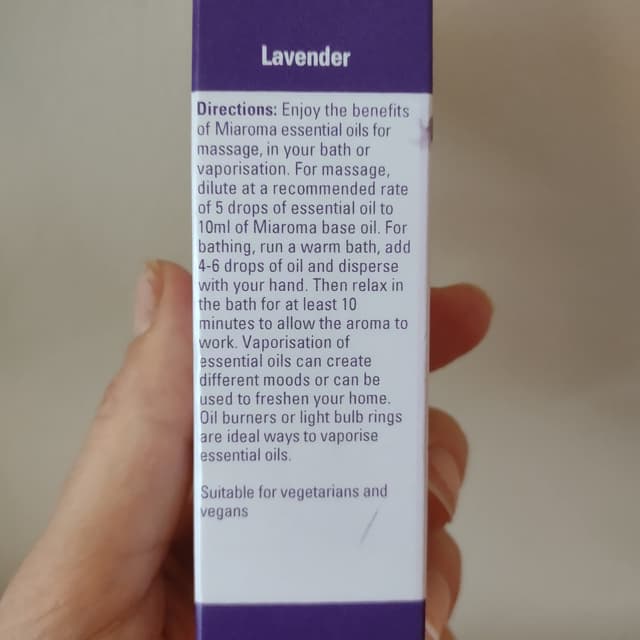 Lavender
Directions: Enjoy the benefits
of Miaroma essential oils for
massage, in your bath or
vaporisation. For massage,
dilute at a recommended rate
of 5 drops of essential oil to
10ml of Miaroma base oil. For
bathing, run a warm bath, add
4-6 drops of oil and disperse
with your hand. Then relax in
the bath for at least 10
minutes to allow the aroma to
work. Vaporisation of
essential oils can create
different moods or can be
used to freshen your home.
Oil burners or light bulb rings
are ideal ways to vaporise
essential oils.
Suitable for vegetarians and
vegans